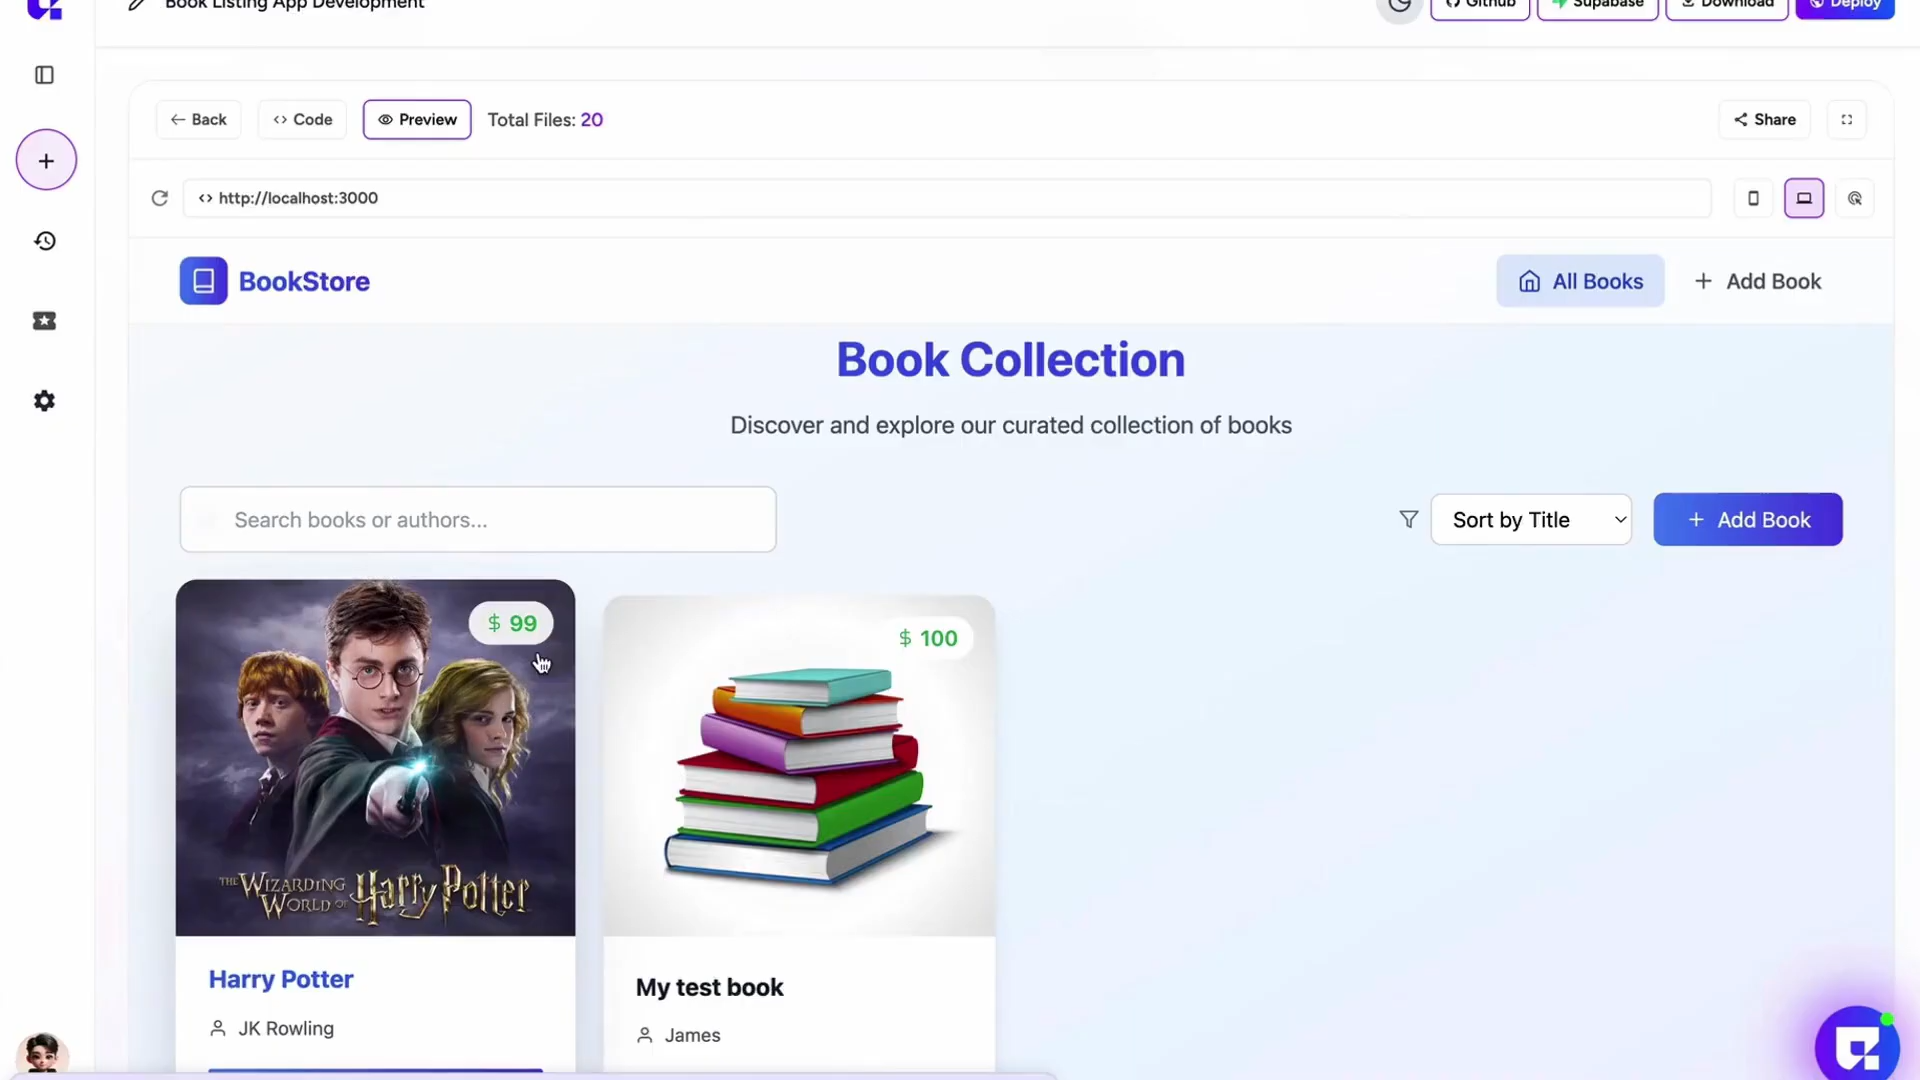 Book Listing App Development
Github
Supabase
Download
Deploy
Back
Code
Preview
Total Files: 20
Share
http://localhost:3000
BookStore
All Books
Add Book
Book Collection
Discover and explore our curated collection of books
Search books or authors...
Sort by Title
Add Book
$ 99
$ 100
THE WIZARDING WORLD OF Harry Potter
Harry Potter
My test book
JK Rowling
James